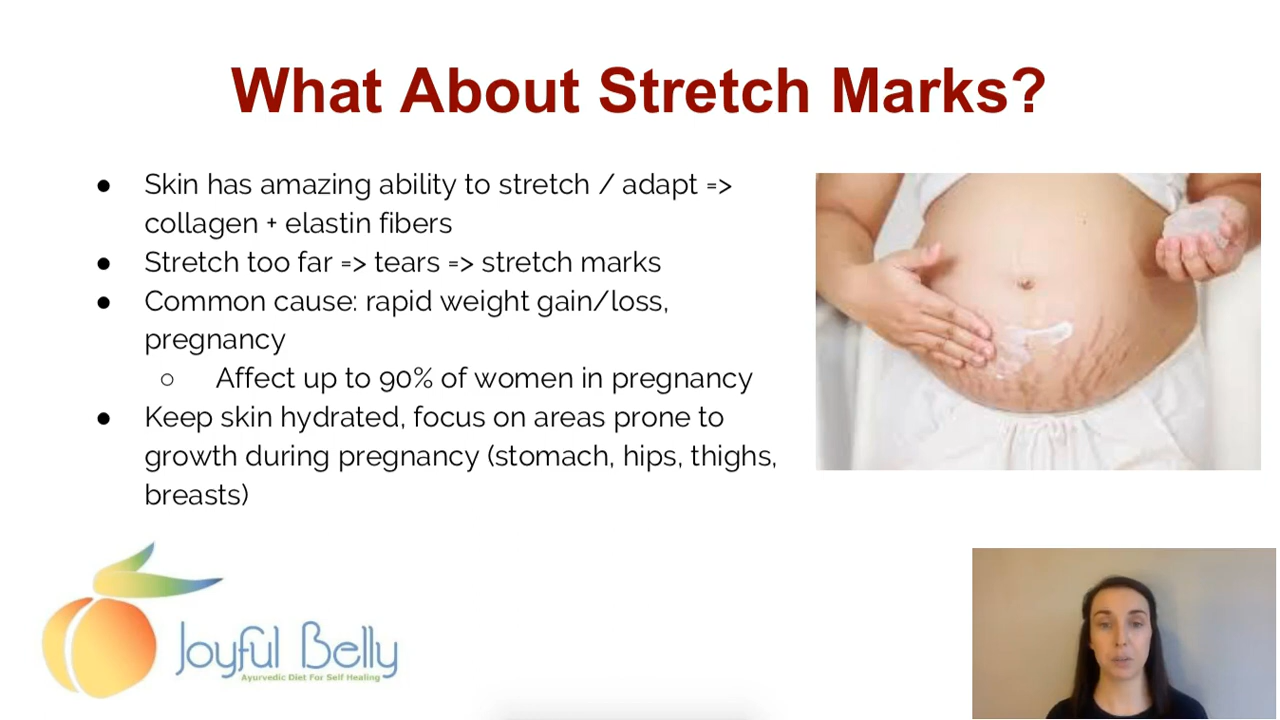 What About Stretch Marks?
● Skin has amazing ability to stretch / adapt =>
collagen + elastin fibers
● Stretch too far => tears => stretch marks
● Common cause: rapid weight gain/loss,
pregnancy
○ Affect up to 90% of women in pregnancy
● Keep skin hydrated, focus on areas prone to
growth during pregnancy (stomach, hips, thighs,
breasts)
Joyful Belly
Ayurvedic Diet For Self Healing